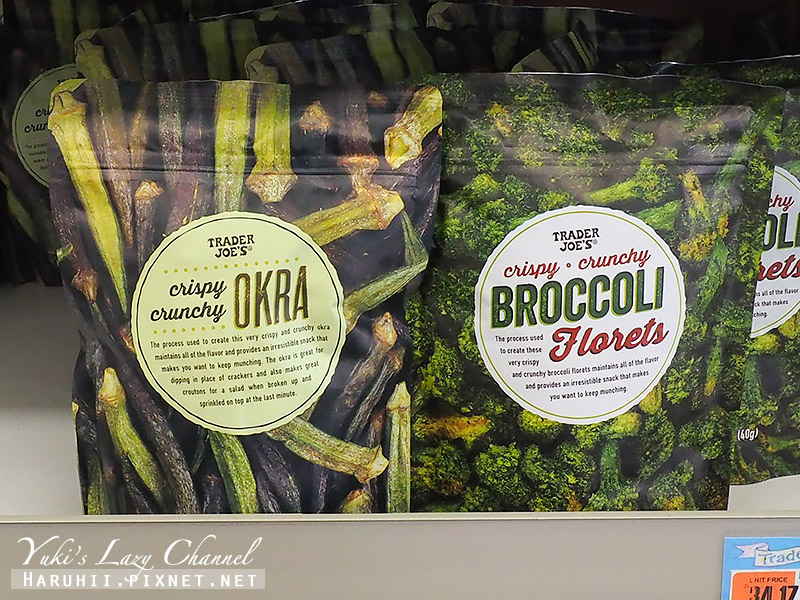 TRADER
JOE'S®
crispy
crunchy
OKRA
The process used to create this very crispy and crunchy okra
maintains all of the flavor and provides an irresistible snack that
makes you want to keep munching. The okra is great for
dipping in place of crackers and also makes great
croutons for a salad when broken up and
sprinkled on top at the last minute.
TRADER
JOE'S®
crispy • crunchy
BROCCOLI
Florets
The process used
to create these
very crispy
and crunchy broccoli florets maintains all of the flavor
and provides an irresistible snack that makes
you want to keep munching.
(40g)
Yuki's Lazy Channel
HARUHII.PIXNET.NET
UNIT PRICE